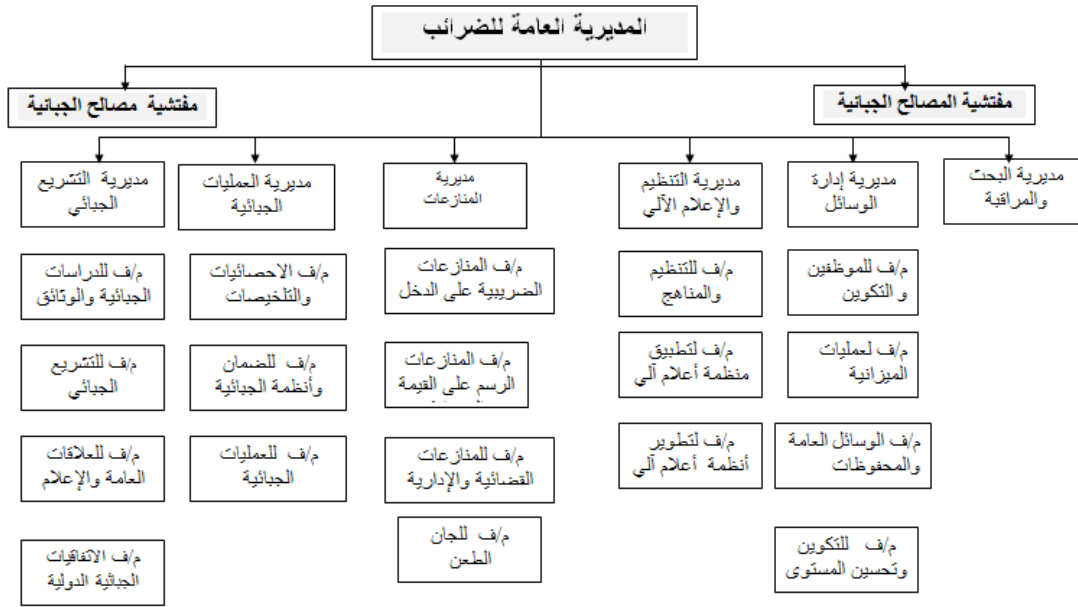 المديرية العامة للضرائب
مفتشية المصالح الجبانية
مفتشية مصالح الجبانية
مديرية البحث
والمراقبة
مديرية إدارة
الوسائل
مديرية التنظيم
والإعلام الآلي
مديرية
المنازعات
مديرية العمليات
الجبائية
مديرية التشريع
الجبائي
م/ف للموظفين
و التكوين
م/ف للتنظيم
والمناهج
م/ف المنازعات
الضريبية على الدخل
م/ف الاحصائيات
والتلخيصات
م/ف للدراسات
الجبائية والوثائق
م/ف لعمليات
الميزانية
م/ف لتطبيق
منظمة أعلام آلي
م/ف المنازعات
الرسم على القيمة
م/ف للضمان
وأنظمة الجبائية
م/ف للتشريع
الجبائي
م/ف الوسائل العامة
والمحفوظات
م/ف لتطوير
أنظمة أعلام آلي
م/ف للمنازعات
القضائية والإدارية
م/ف للعمليات
الجبائية
م/ف للعلاقات
العامة والإعلام
م/ف للتكوين
وتحسين المستوى
م/ف للجان
الطعن
م/ف الاتفاقيات
الجبائية الدولية